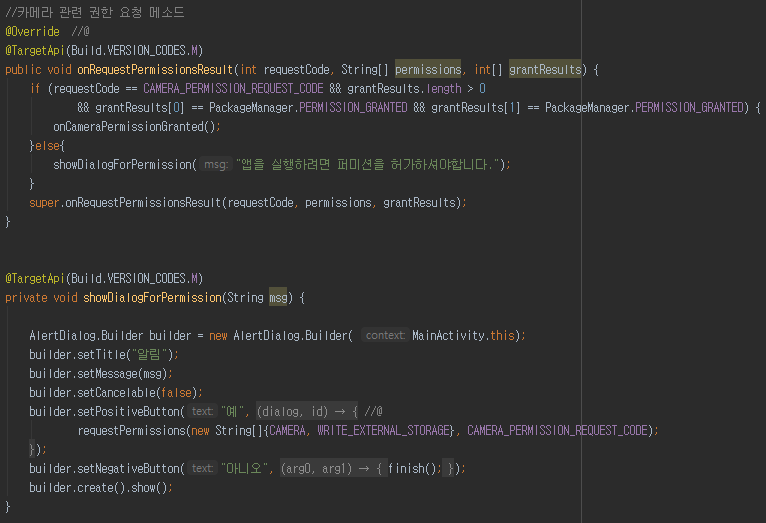 //카메라 관련 권한 요청 메소드
@Override  //@
@TargetApi(Build.VERSION_CODES.M)
public void onRequestPermissionsResult(int requestCode, String[] permissions, int[] grantResults) {
    if (requestCode == CAMERA_PERMISSION_REQUEST_CODE && grantResults.length > 0
            && grantResults[0] == PackageManager.PERMISSION_GRANTED && grantResults[1] == PackageManager.PERMISSION_GRANTED) {
        onCameraPermissionGranted();
    }else{
        showDialogForPermission( msg: "앱을 실행하려면 퍼미션을 허가하셔야합니다.");
    }
    super.onRequestPermissionsResult(requestCode, permissions, grantResults);
}
@TargetApi(Build.VERSION_CODES.M)
private void showDialogForPermission(String msg) {
    AlertDialog.Builder builder = new AlertDialog.Builder( context: MainActivity.this);
    builder.setTitle("알림");
    builder.setMessage(msg);
    builder.setCancelable(false);
    builder.setPositiveButton( text: "예", (dialog, id) → { //@
            requestPermissions(new String[]{CAMERA, WRITE_EXTERNAL_STORAGE}, CAMERA_PERMISSION_REQUEST_CODE);
    });
    builder.setNegativeButton( text: "아니오", (arg0, arg1) → { finish(); });
    builder.create().show();
}